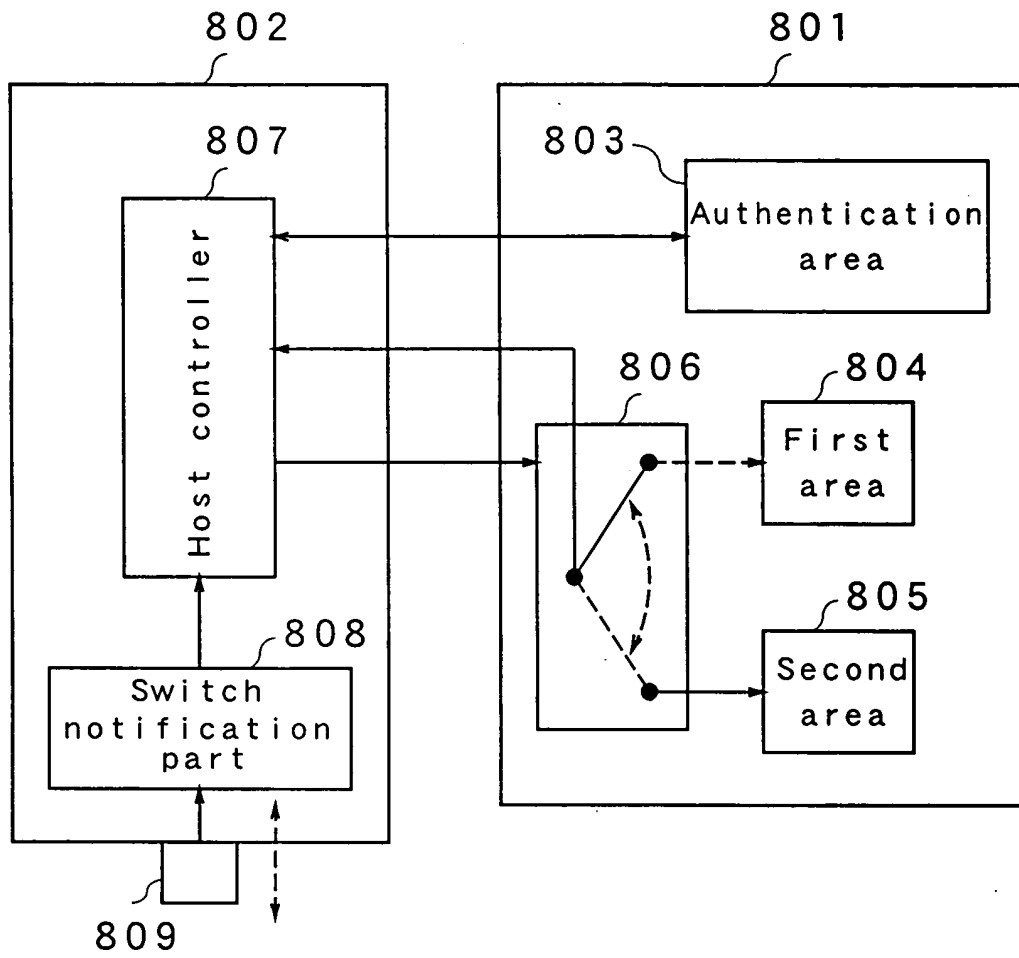 802
801
807
803
Authentication
area
Host controller
806
804
First
area
805
Second
area
808
Switch
notification
part
809